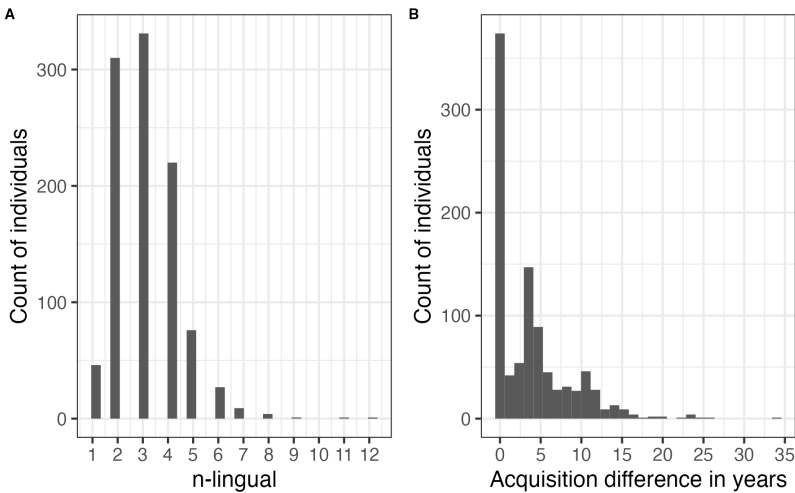 A
Count of individuals
300
200
100
0
1 2 3 4 5 6 7 8 9 10 11 12
n-lingual
B
Count of individuals
300
200
100
0
0 5 10 15 20 25 30 35
Acquisition difference in years